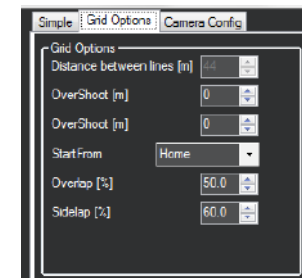 Simple Grid Options Camera Config
Grid Options
Distance between lines [m] 44
OverShoot [m] 0
OverShoot [m] 0
StartFrom Home
Overlap [%] 50.0
Sidelap [%] 60.0